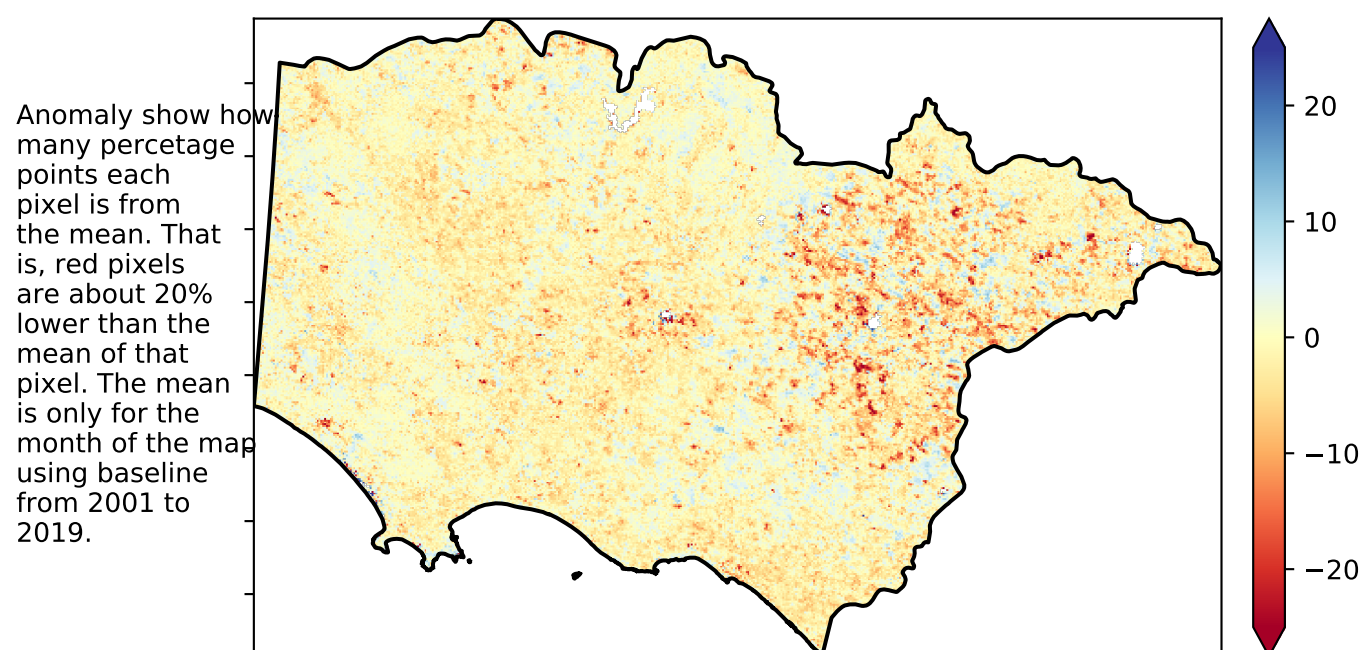 Anomaly show how
many percetage
points each
pixel is from
the mean. That
is, red pixels
are about 20%
lower than the
mean of that
pixel. The mean
is only for the
month of the map
using baseline
from 2001 to
2019.
20
10
0
−10
−20